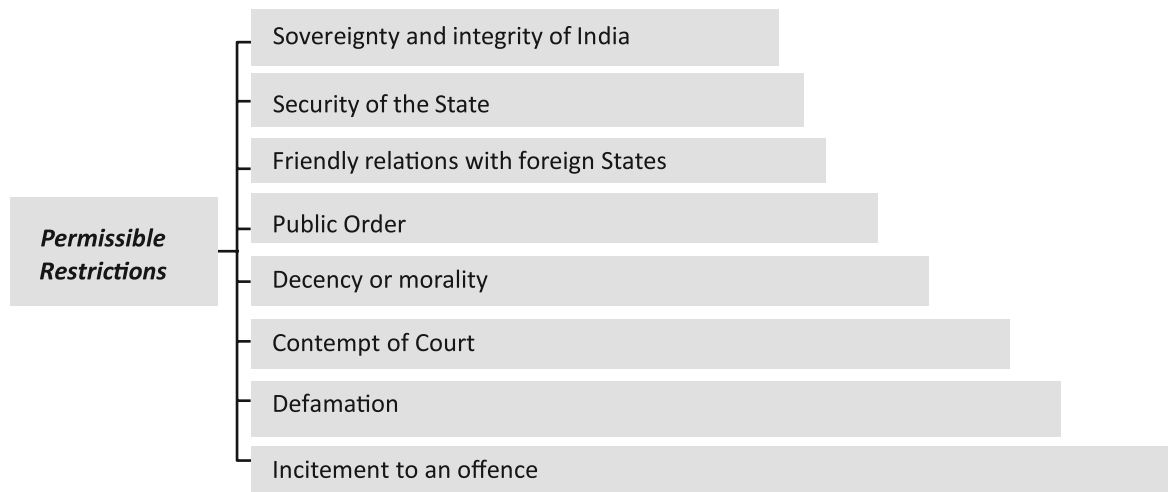 Permissible
Restrictions
Sovereignty and integrity of India
Security of the State
Friendly relations with foreign States
Public Order
Decency or morality
Contempt of Court
Defamation
Incitement to an offence